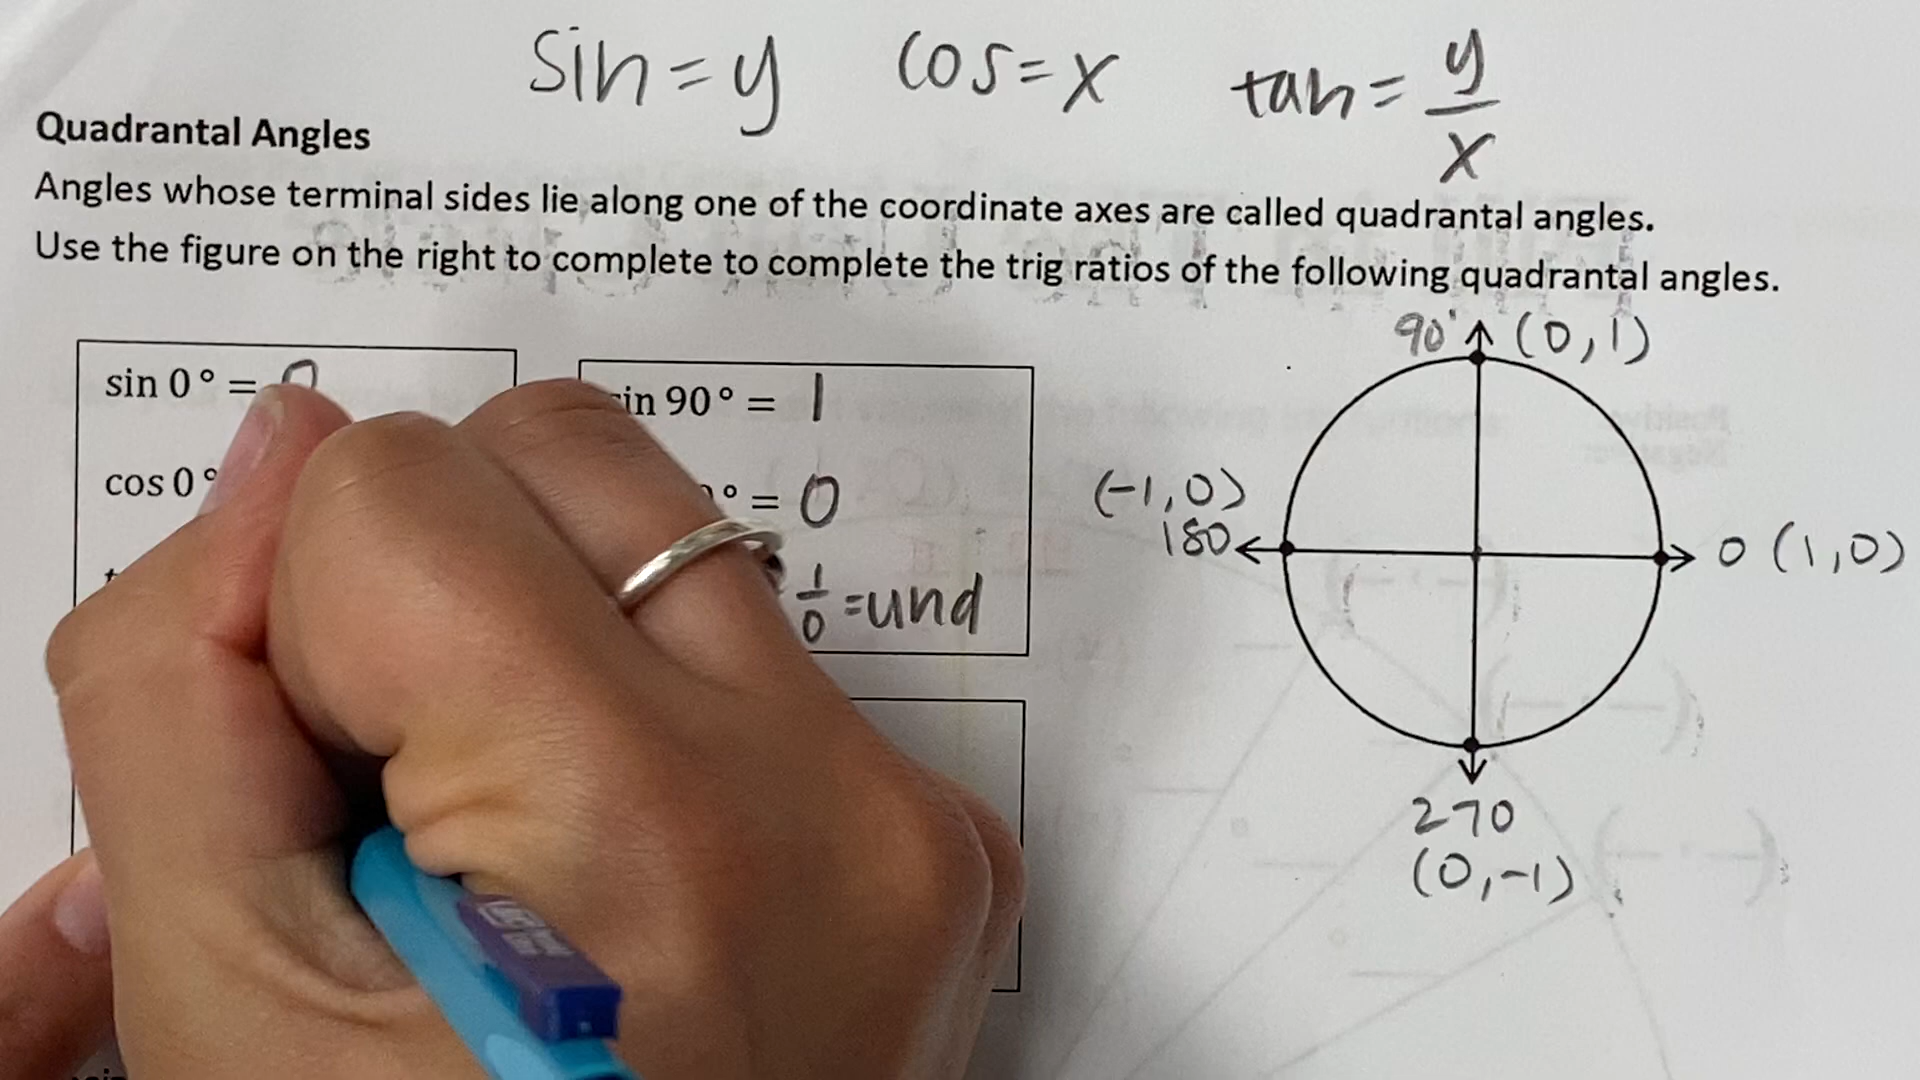 sin = y cos = x tan = y/x
Quadrantal Angles
Angles whose terminal sides lie along one of the coordinate axes are called quadrantal angles.
Use the figure on the right to complete to complete the trig ratios of the following quadrantal angles.
sin 0° = 0
cos 0°
in 90° = 1
° = 0
1/0 = und
90° (0,1)
(-1,0)
180
0 (1,0)
270
(0,-1)